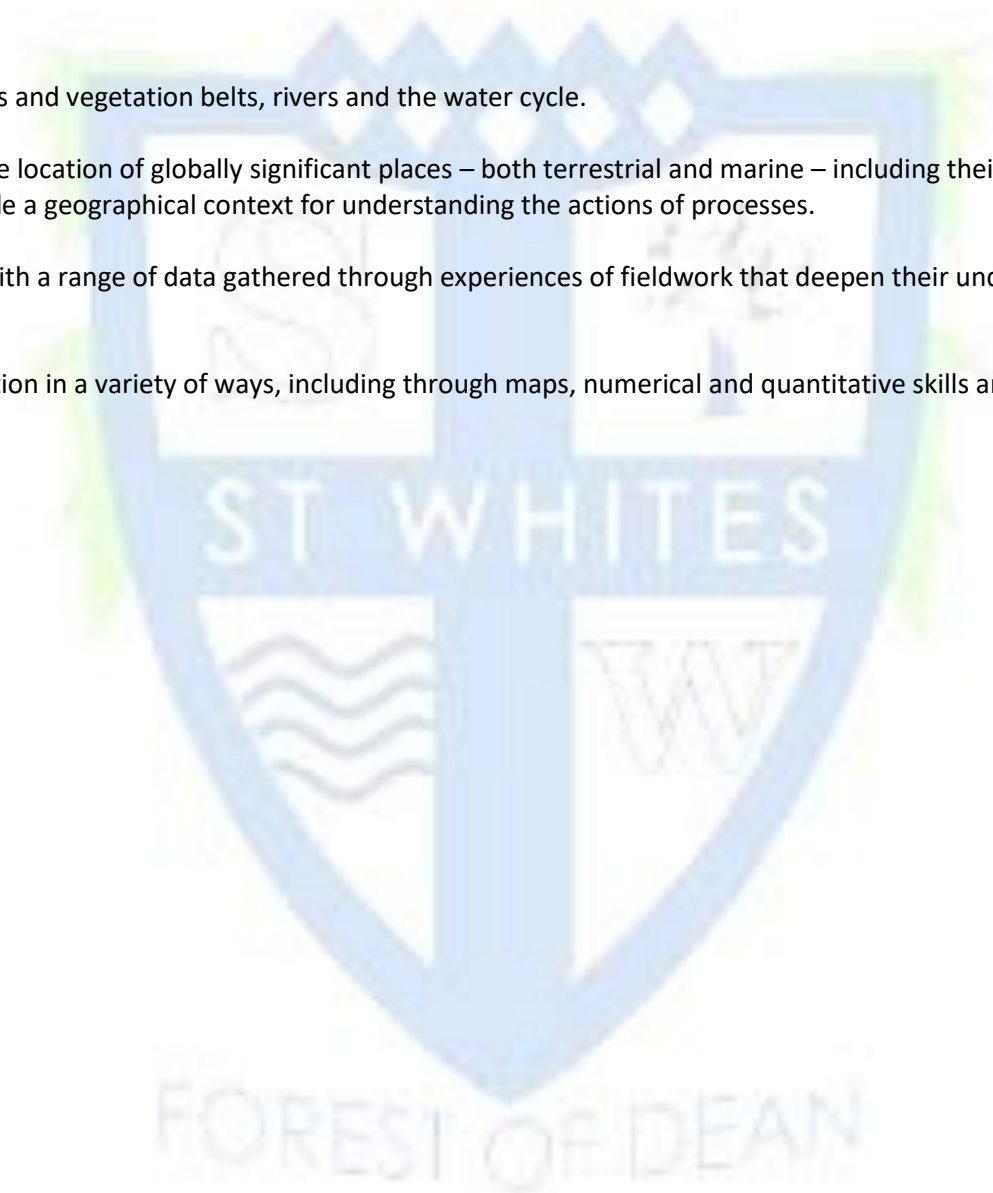 s and vegetation belts, rivers and the water cycle.
e location of globally significant places – both terrestrial and marine – including thei
le a geographical context for understanding the actions of processes.
ith a range of data gathered through experiences of fieldwork that deepen their und
tion in a variety of ways, including through maps, numerical and quantitative skills a
S
ST WHITES
W
FOREST OF DEAN